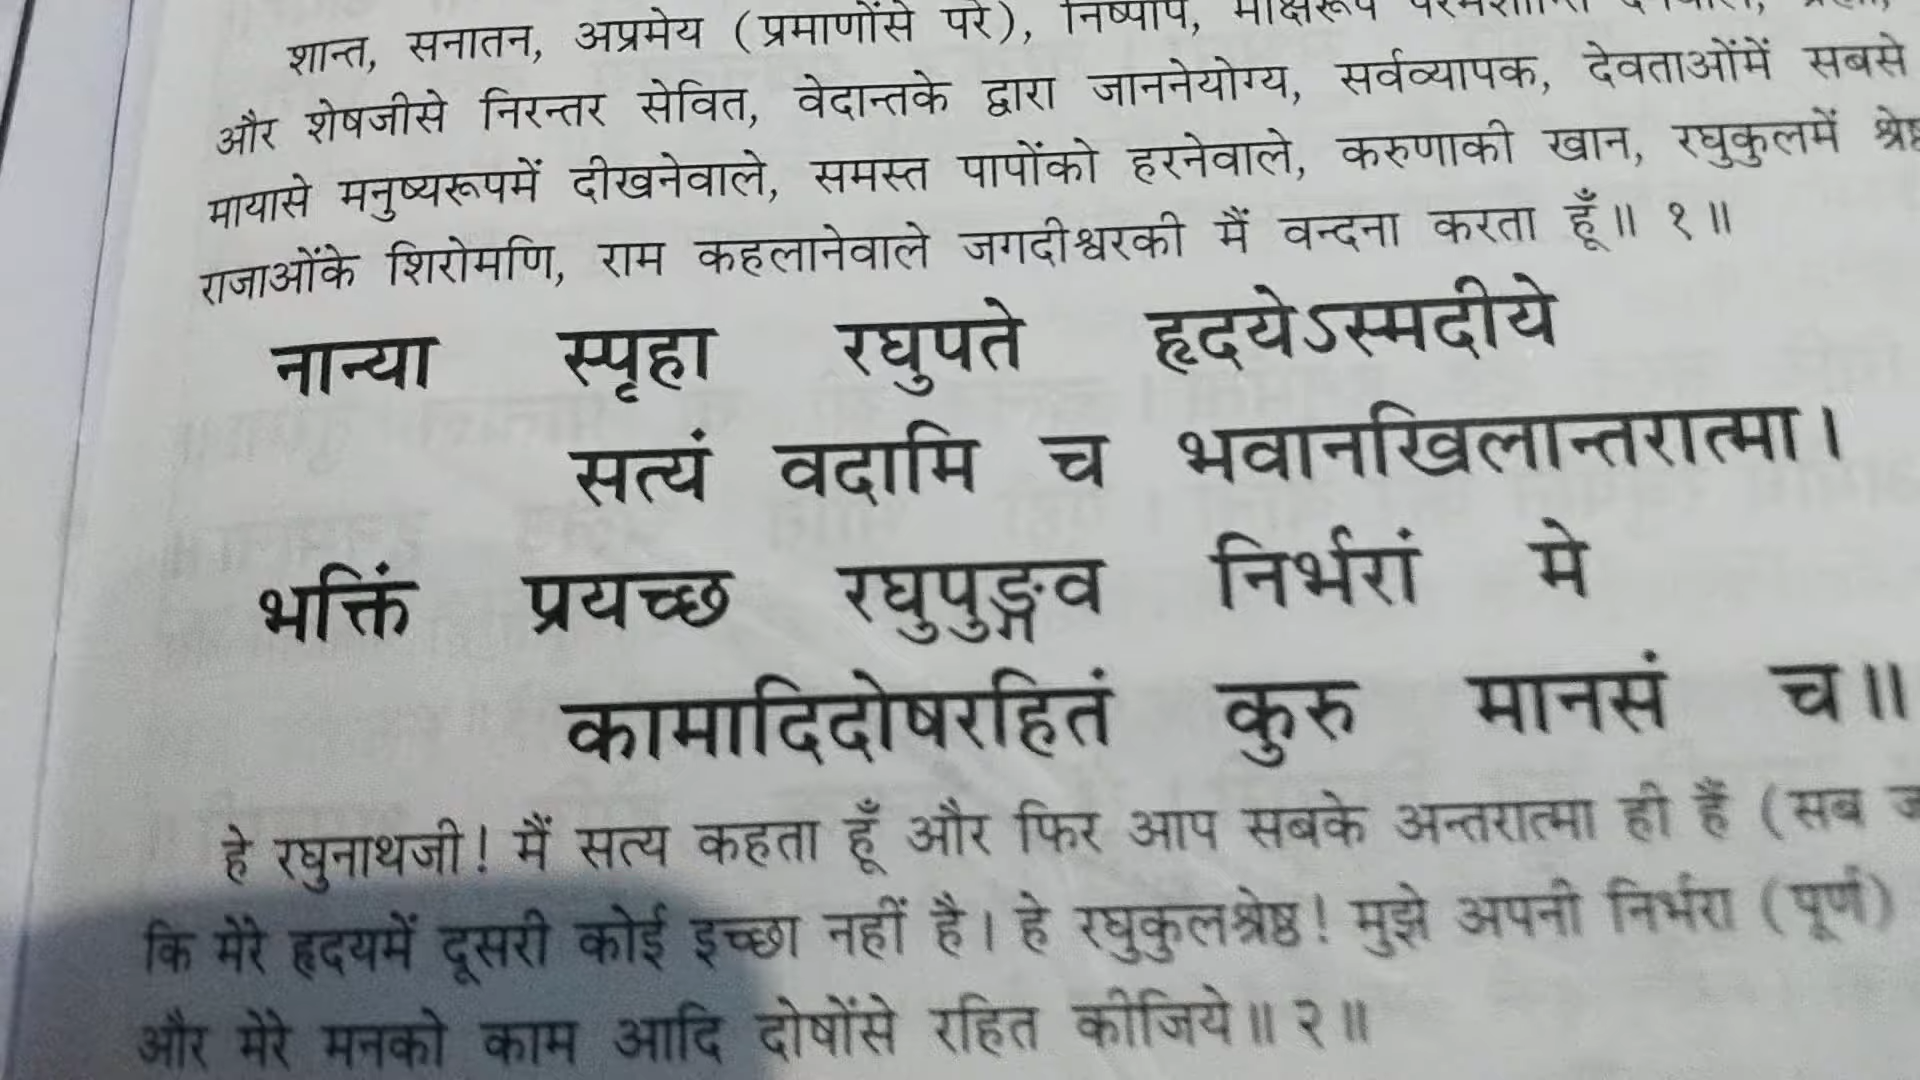 शान्त, सनातन, अप्रमेय (प्रमाणोंसे परे), निष्पाप, मोक्षरूप
और शेषजीसे निरन्तर सेवित, वेदान्तके द्वारा जाननेयोग्य, सर्वव्यापक, देवताओंमें सबसे
मायासे मनुष्यरूपमें दीखनेवाले, समस्त पापोंको हरनेवाले, करुणाकी खान, रघुकुलमें श्रेष्ठ
राजाओंके शिरोमणि, राम कहलानेवाले जगदीश्वरकी मैं वन्दना करता हूँ॥ १॥
नान्या स्पृहा रघुपते हृदयेऽस्मदीये
सत्यं वदामि च भवानखिलान्तरात्मा।
भक्तिं प्रयच्छ रघुपुङ्गव निर्भरां मे
कामादिदोषरहितं कुरु मानसं च॥
हे रघुनाथजी! मैं सत्य कहता हूँ और फिर आप सबके अन्तरात्मा ही हैं (सब
कि मेरे हृदयमें दूसरी कोई इच्छा नहीं है। हे रघुकुलश्रेष्ठ! मुझे अपनी निर्भरा (पूर्ण)
और मेरे मनको काम आदि दोषोंसे रहित कीजिये॥ २॥